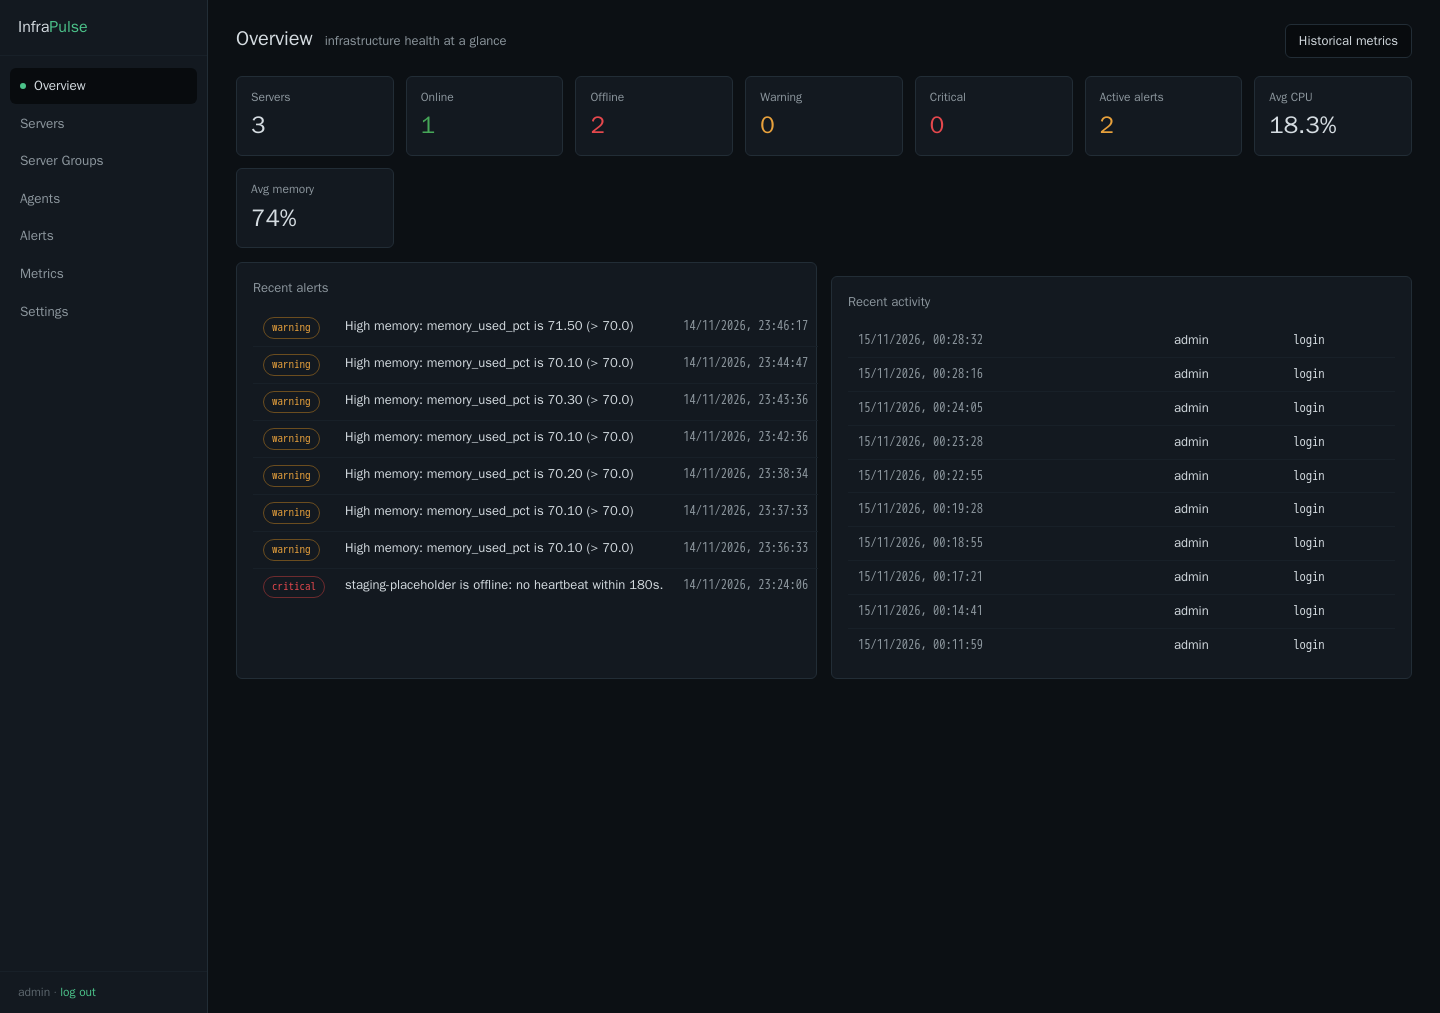 InfraPulse
Overview
Servers
Server Groups
Agents
Alerts
Metrics
Settings
admin · log out
Overview infrastructure health at a glance
Historical metrics
Servers
3
Online
1
Offline
2
Warning
0
Critical
0
Active alerts
2
Avg CPU
18.3%
Avg memory
74%
Recent alerts
warning High memory: memory_used_pct is 71.50 (> 70.0) 14/11/2026, 23:46:17
warning High memory: memory_used_pct is 70.10 (> 70.0) 14/11/2026, 23:44:47
warning High memory: memory_used_pct is 70.30 (> 70.0) 14/11/2026, 23:43:36
warning High memory: memory_used_pct is 70.10 (> 70.0) 14/11/2026, 23:42:36
warning High memory: memory_used_pct is 70.20 (> 70.0) 14/11/2026, 23:38:34
warning High memory: memory_used_pct is 70.10 (> 70.0) 14/11/2026, 23:37:33
warning High memory: memory_used_pct is 70.10 (> 70.0) 14/11/2026, 23:36:33
critical staging-placeholder is offline: no heartbeat within 180s. 14/11/2026, 23:24:06
Recent activity
15/11/2026, 00:28:32 admin login
15/11/2026, 00:28:16 admin login
15/11/2026, 00:24:05 admin login
15/11/2026, 00:23:28 admin login
15/11/2026, 00:22:55 admin login
15/11/2026, 00:19:28 admin login
15/11/2026, 00:18:55 admin login
15/11/2026, 00:17:21 admin login
15/11/2026, 00:14:41 admin login
15/11/2026, 00:11:59 admin login